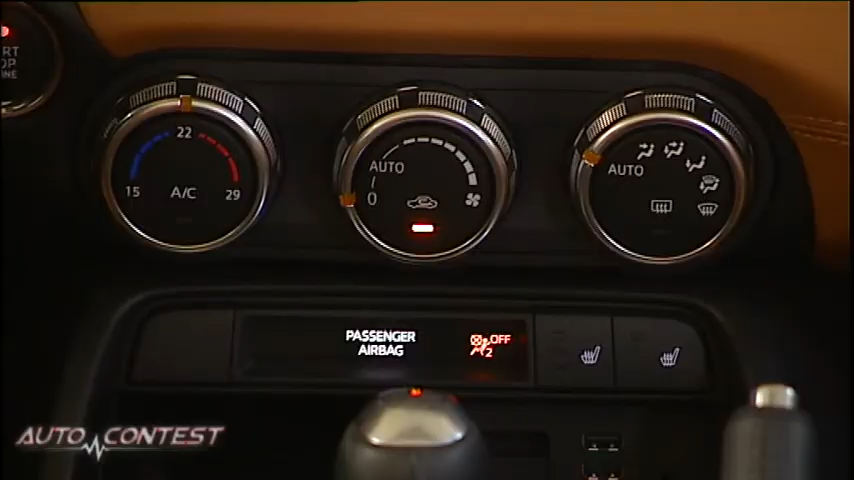 22
15
A/C
29
AUTO
0
AUTO
PASSENGER
AIRBAG
OFF
2
AUTO CONTEST